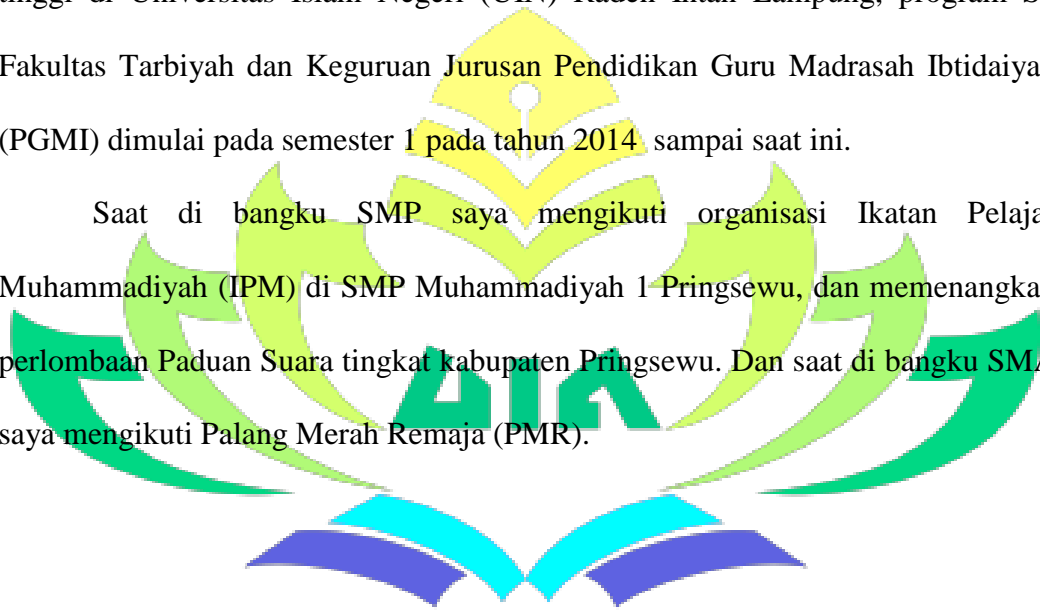 tinggi di Universitas Islam Negeri (UIN) Raden Intan Lampung, program S
Fakultas Tarbiyah dan Keguruan Jurusan Pendidikan Guru Madrasah Ibtidaiya
(PGMI) dimulai pada semester 1 pada tahun 2014 sampai saat ini.
Saat di bangku SMP saya mengikuti organisasi Ikatan Pelaja
Muhammadiyah (IPM) di SMP Muhammadiyah 1 Pringsewu, dan memenangka
perlombaan Paduan Suara tingkat kabupaten Pringsewu. Dan saat di bangku SMA
saya mengikuti Palang Merah Remaja (PMR).